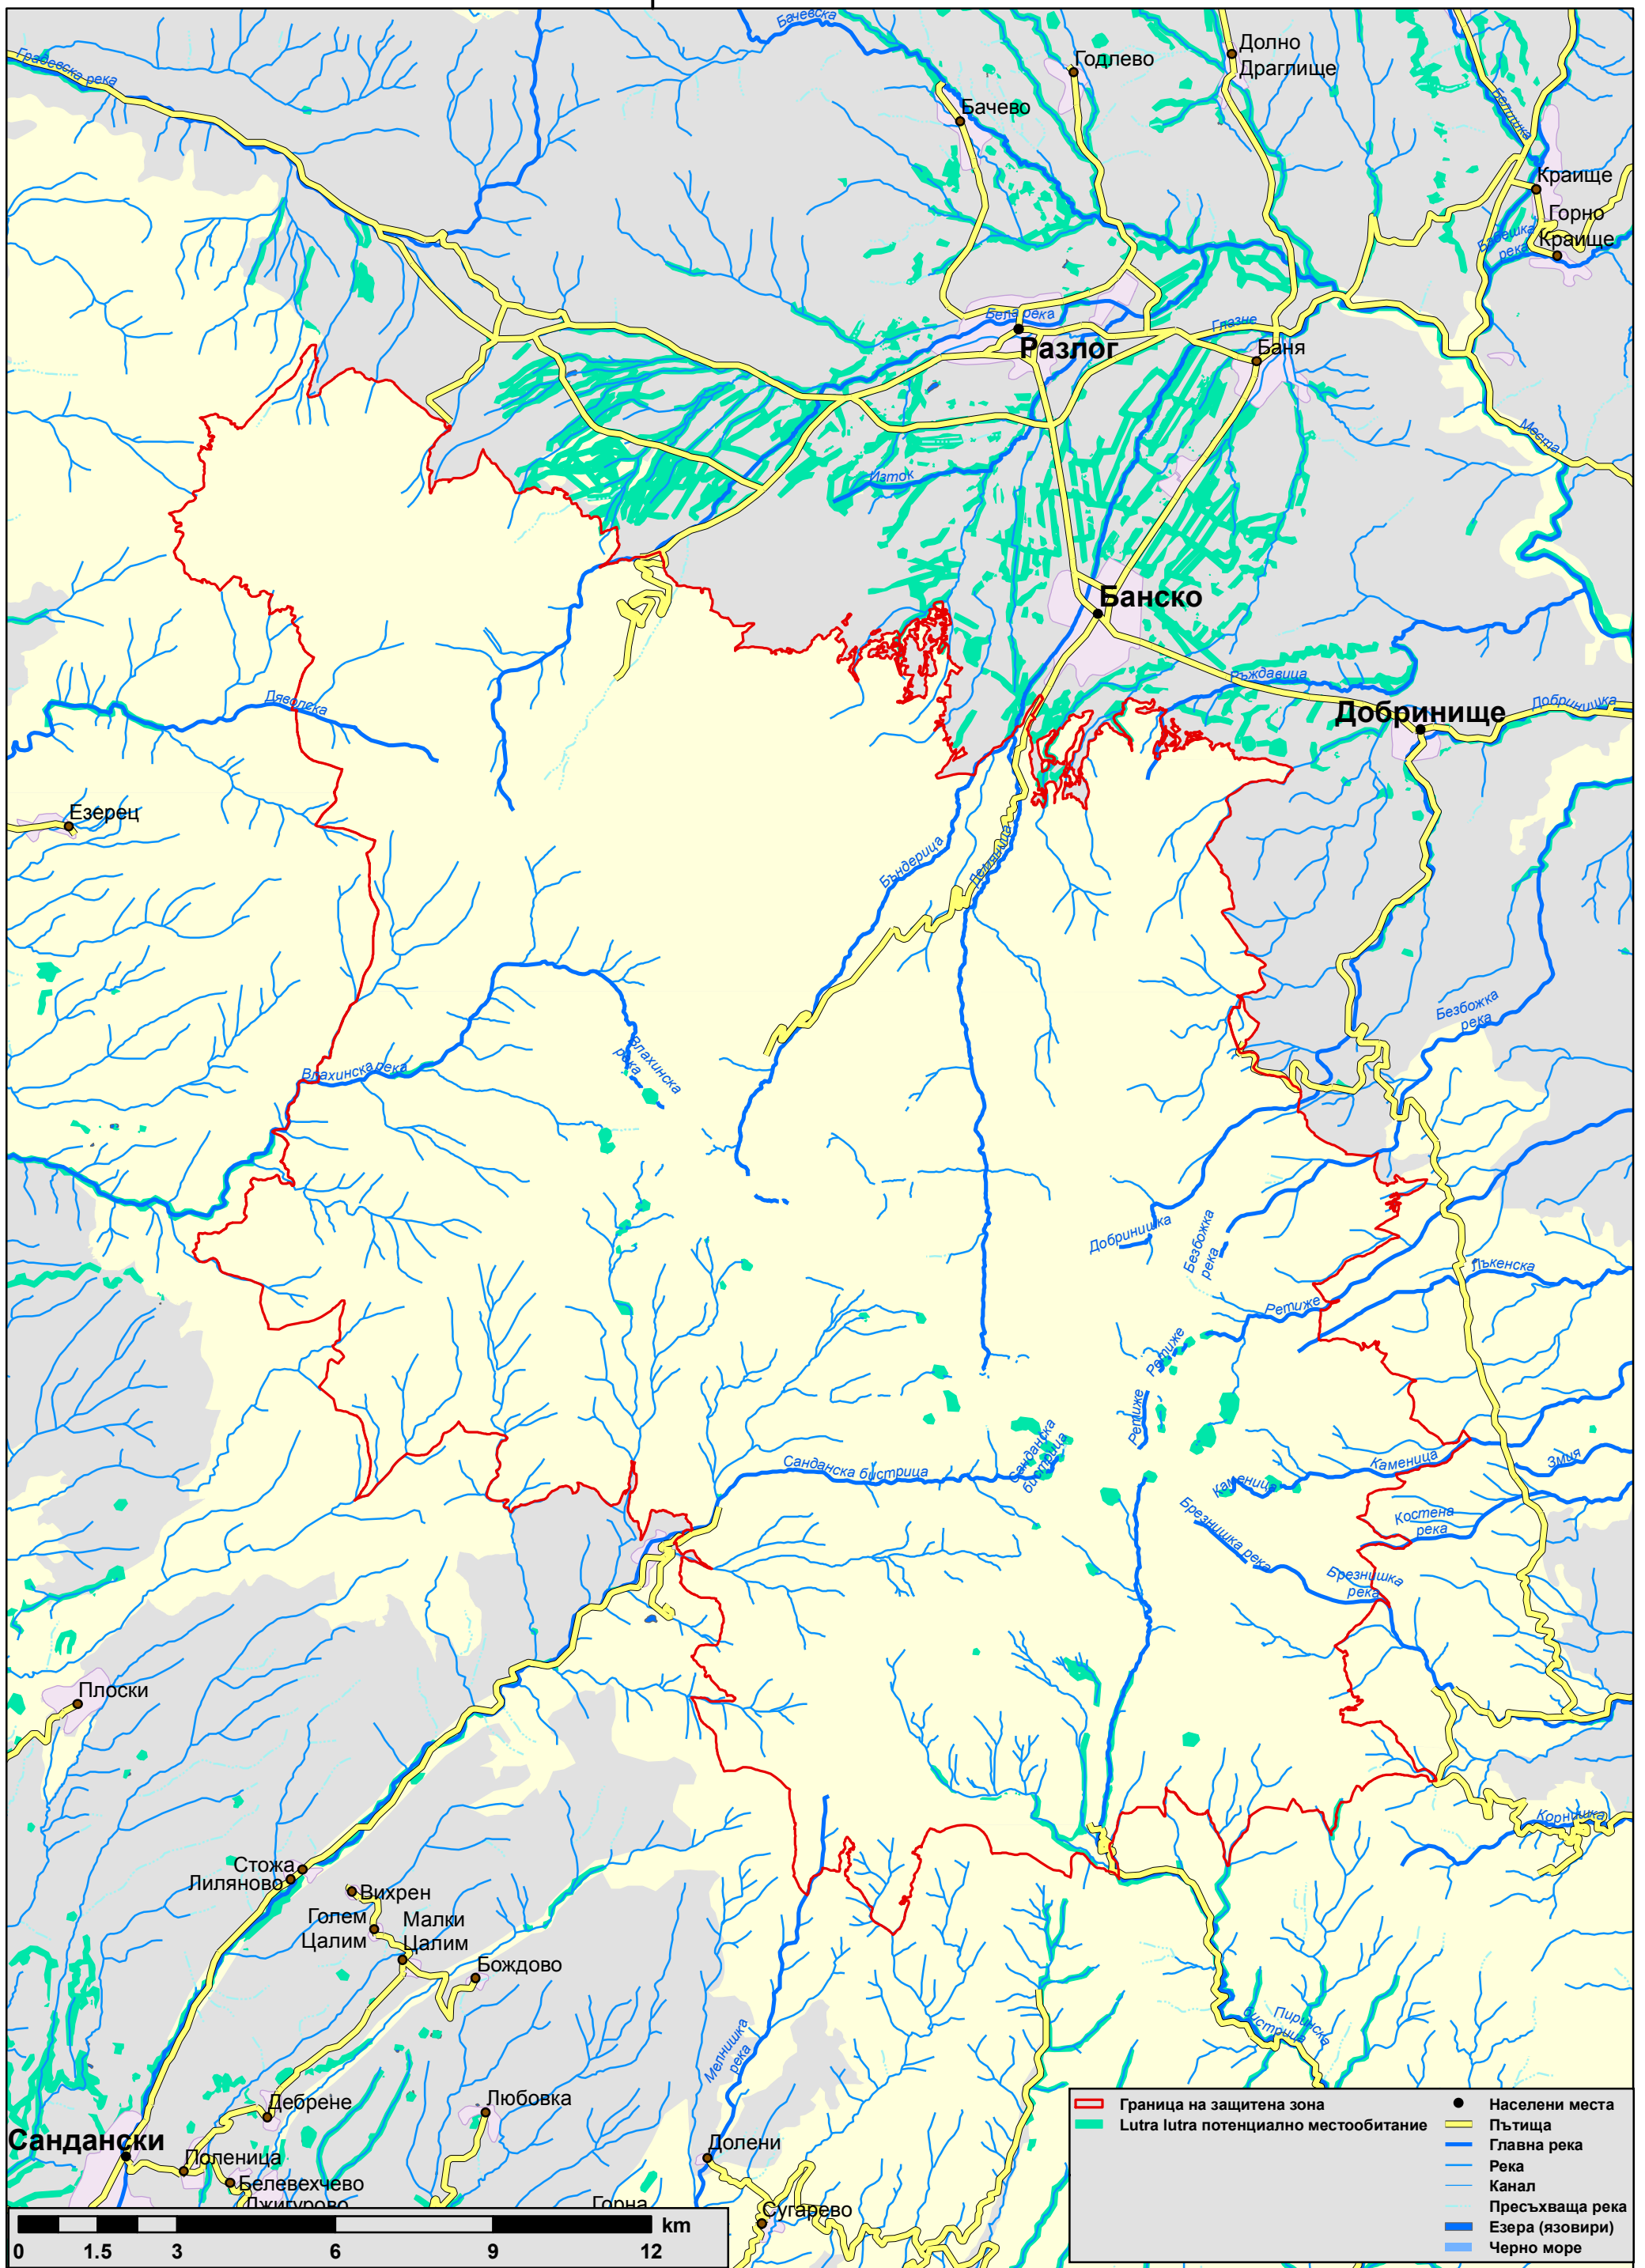 Бачевска
Долно
Драглище
Годлево
Градевска река
Бачево
Белишка
Краище
Горно
Краище
Бабешка
река
Бела река
Глазне
Разлог
Баня
Места
Изток
Банско
Ръждавица
Дяволска
Добринишка
Добринище
Езерец
Бъндерица
Демяница
Безбожка
река
Влахинска река
Влахинска
река
Добринишка
Безбожка
река
Лъкенска
Ретиже
Ретиже
Ретиже
Санданска
бистрица
Санданска бистрица
Каменица
Каменица
Змия
Брезнишка река
Костена
река
Брезнишка
река
Плоски
Корнишка
Стожа
Лиляново
Вихрен
Голем
Цалим
Малки
Цалим
Бождово
Пиринска
бистрица
Мелнишка
река
Дебрене
Любовка
Сандански
Поленица
Долени
Белевехчево
Джигурово
Горна
Сугарево
km
0 1.5 3 6 9 12
Граница на защитена зона
Lutra lutra потенциално местообитание
Населени места
Пътища
Главна река
Река
Канал
Пресъхваща река
Езера (язовири)
Черно море